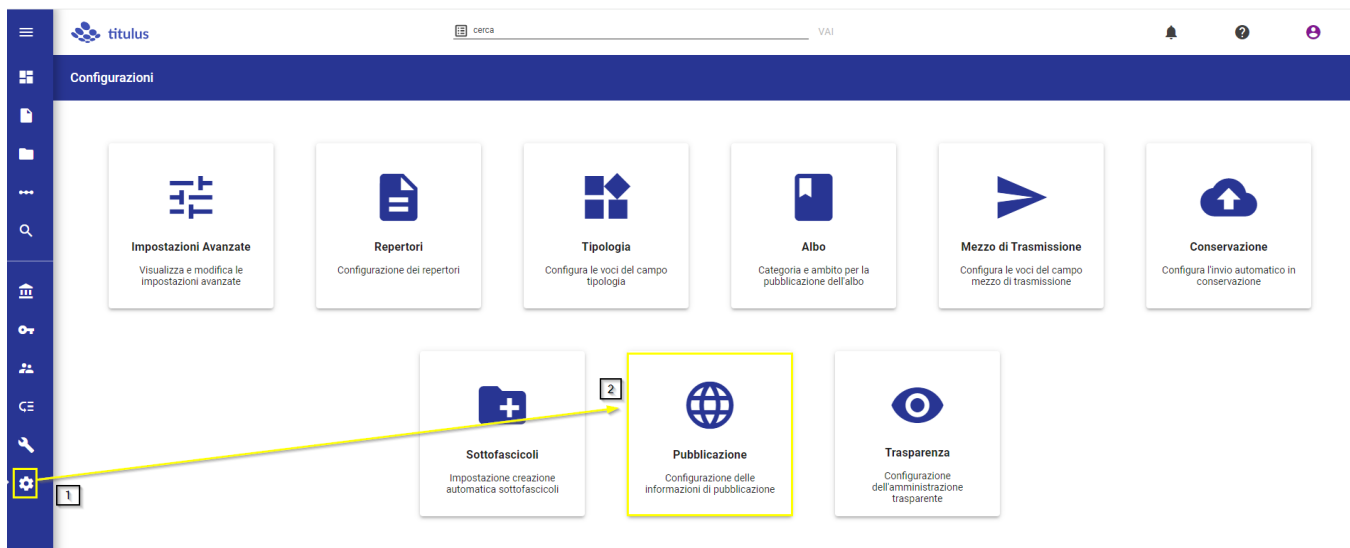 titulus
cerca
VAI
Configurazioni
Impostazioni Avanzate
Visualizza e modifica le
impostazioni avanzate
Repertori
Configurazione dei repertori
Tipologia
Configura le voci del campo
tipologia
Albo
Categoria e ambito per la
pubblicazione dell'albo
Mezzo di Trasmissione
Configura le voci del campo
mezzo di trasmissione
Conservazione
Configura l'invio automatico in
conservazione
Sottofascicoli
Impostazione creazione
automatica sottofascicoli
2
Pubblicazione
Configurazione delle
informazioni di pubblicazione
Trasparenza
Configurazione
dell'amministrazione
trasparente
1